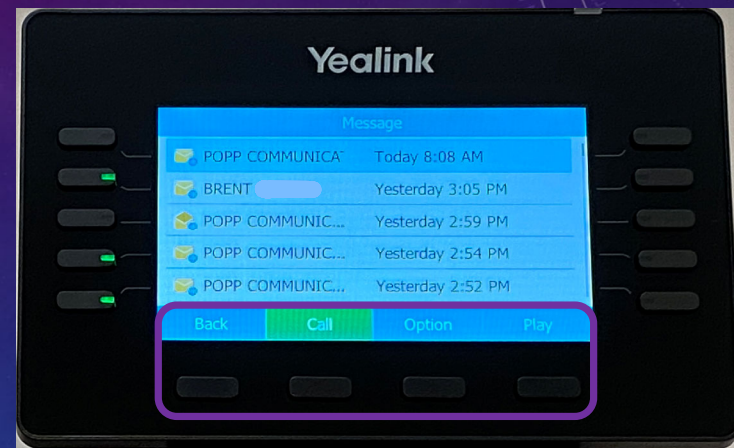 Yealink
Message
POPP COMMUNICA Today 8:08 AM
BRENT Yesterday 3:05 PM
POPP COMMUNIC... Yesterday 2:59 PM
POPP COMMUNIC... Yesterday 2:54 PM
POPP COMMUNIC... Yesterday 2:52 PM
Back Call Option Play